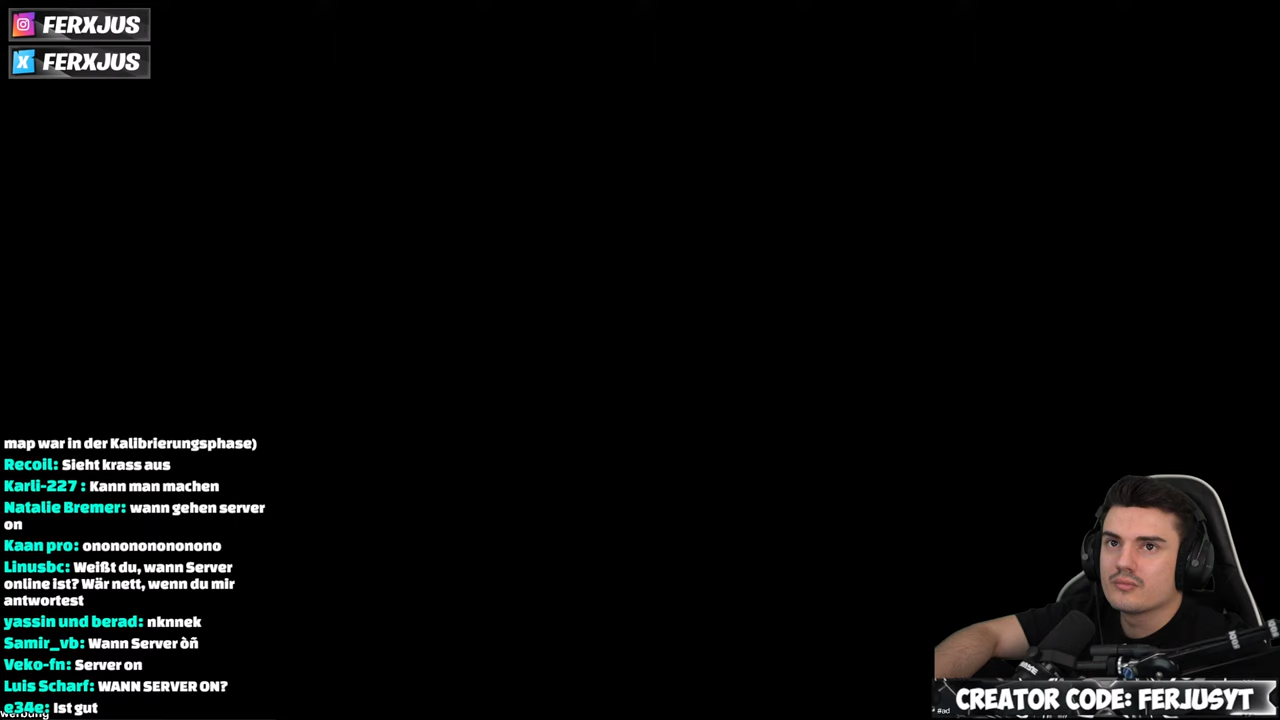 FERXJUS
X FERXJUS
map war in der Kalibrierungsphase)
Recoil: Sieht krass aus
Karli-227 : Kann man machen
Natalie Bremer: wann gehen server
on
Kaan pro: onononononono
Linusbc: Weißt du, wann Server
online ist? Wär nett, wenn du mir
antwortest
yassin und berad: nknnek
Samir_vb: Wann Server òñ
Veko-fn: Server on
Luis Scharf: WANN SERVER ON?
e34e: Ist gut
werbung
CREATOR CODE: FERJUSYT
#ad